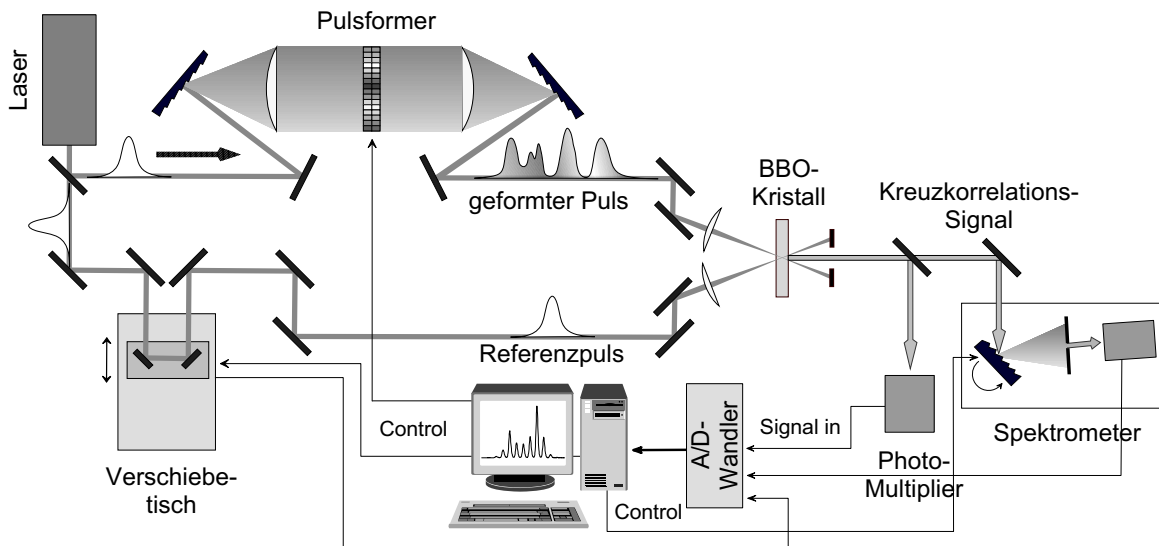 Pulsformer
Laser
geformter Puls
BBO-
Kristall
Kreuzkorrelations-
Signal
Referenzpuls
Control
Signal in
A/D-
Wandler
Spektrometer
Photo-
Multiplier
Verschiebe-
tisch
Control